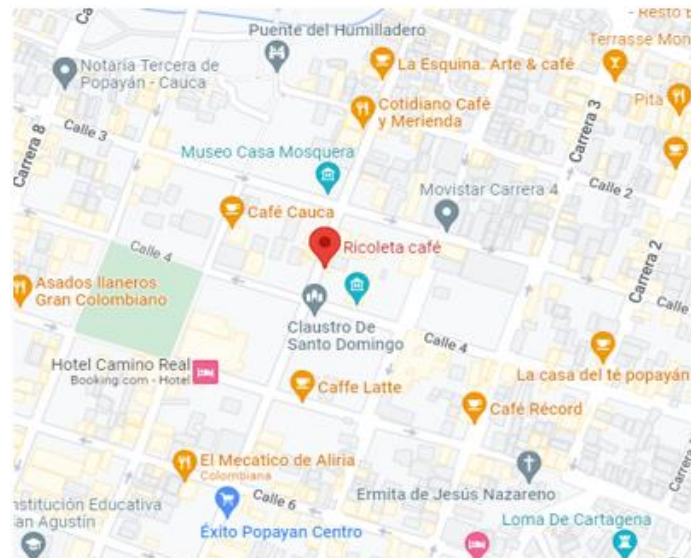 - Resto
Puente del Humilladero
Terrasse Mon
La Esquina. Arte & café
Notaría Tercera de
Popayán - Cauca
Carrera 8
Pita
Cotidiano Café
y Merienda
Carrera 3
Calle 3
Museo Casa Mosquera
Calle 2
Movistar Carrera 4
Café Cauca
Carrera 2
Ricoleta café
Calle 4
Asados llaneros
Gran Colombiano
Calle
Claustro De
Santo Domingo
Calle 4
Hotel Camino Real
Booking.com - Hotel
La casa del té popayán
Caffe Latte
Café Récord
Carrera
El Mecatico de Aliria
Colombiana
Ermita de Jesús Nazareno
Calle 6
nstitución Educativa
an Agustín
Éxito Popayan Centro
Loma De Cartagena